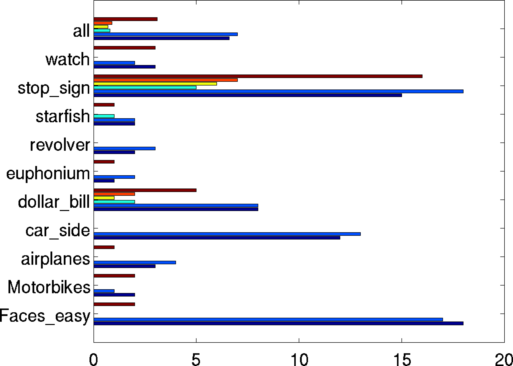 all
watch
stop_sign
starfish
revolver
euphonium
dollar_bill
car_side
airplanes
Motorbikes
Faces_easy
0 5 10 15 20